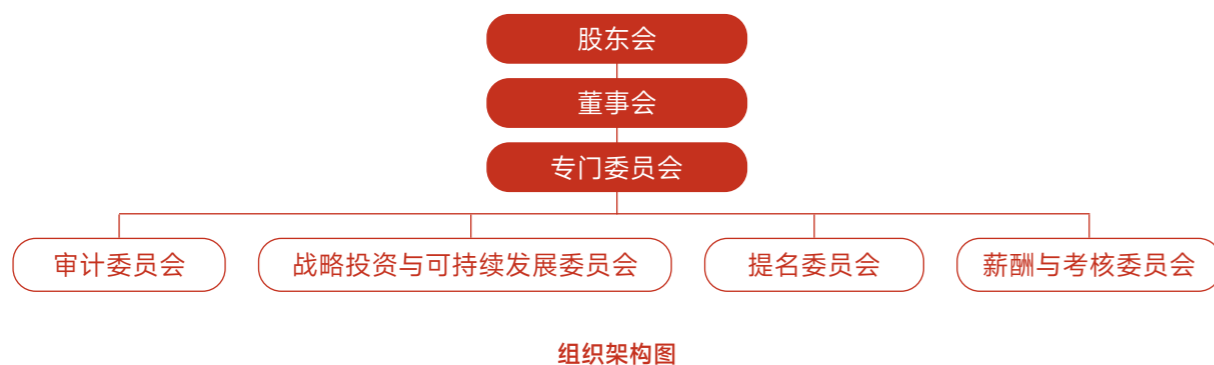 股东会
董事会
专门委员会
审计委员会
战略投资与可持续发展委员会
提名委员会
薪酬与考核委员会
组织架构图